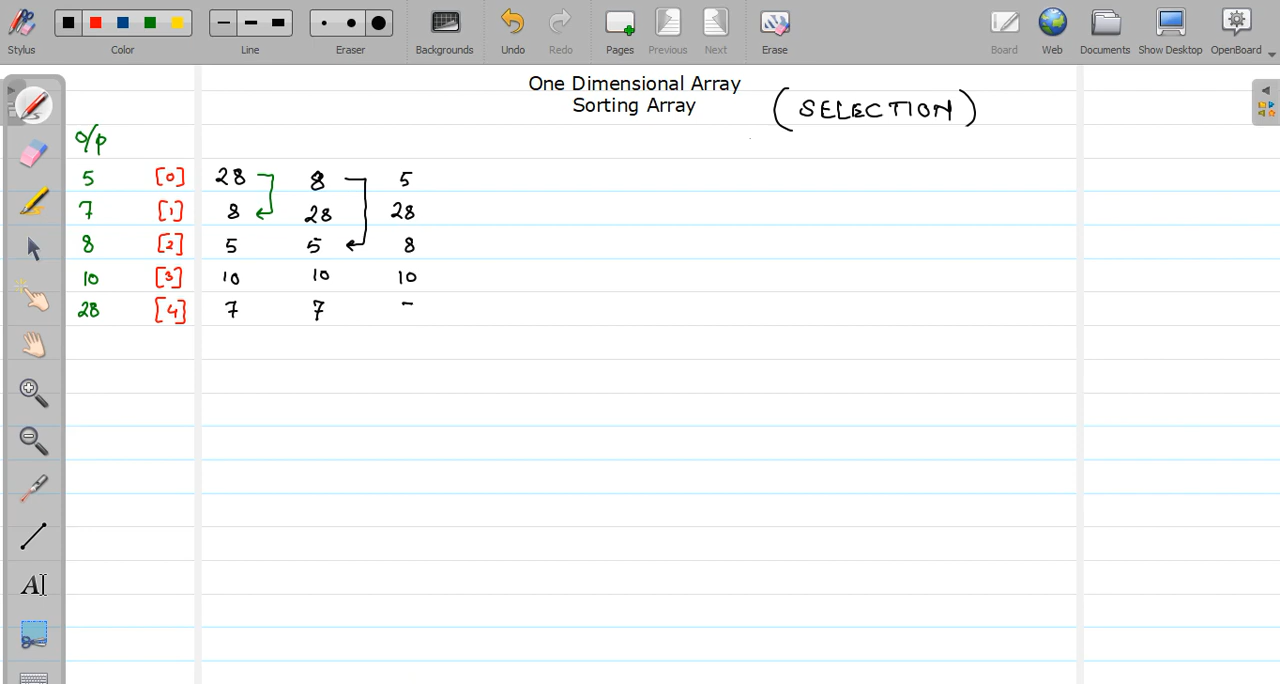 Stylus Color Line Eraser Backgrounds Undo Redo Pages Previous Next Erase Board Web Documents Show Desktop OpenBoard
One Dimensional Array
Sorting Array (SELECTION)
O/P
5 [0] 28 8 5
7 [1] 8 28 28
8 [2] 5 5 8
10 [3] 10 10 10
28 [4] 7 7
A